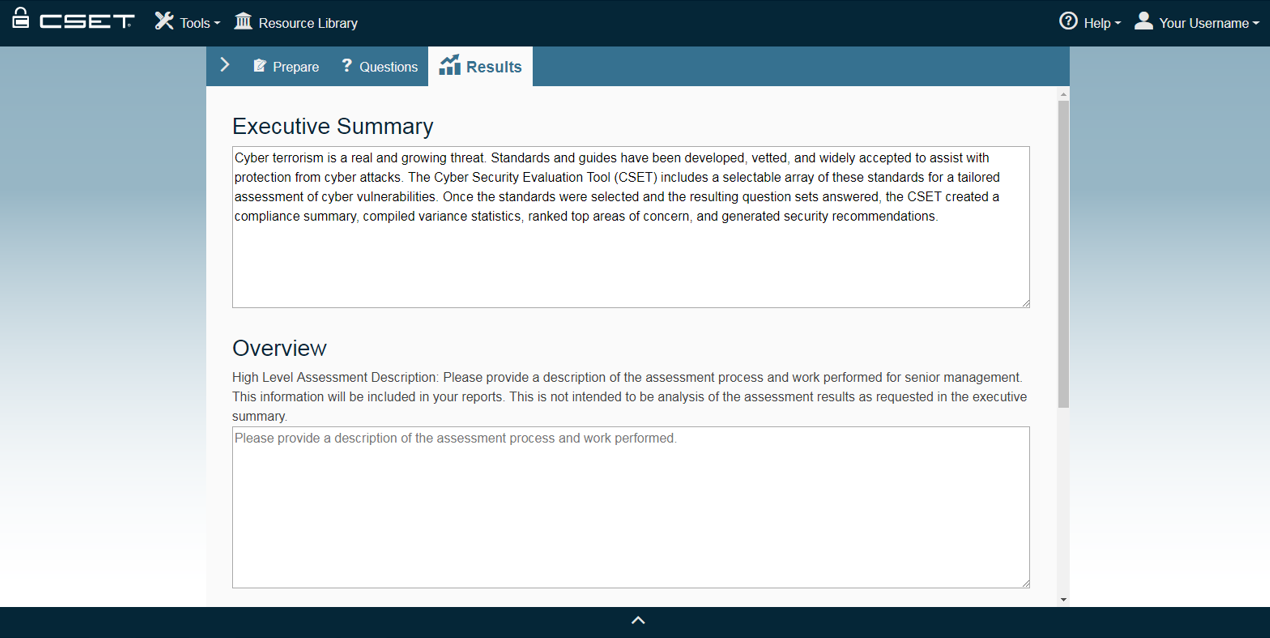 CSET Tools Resource Library Help Your Username
Prepare ? Questions Results
Executive Summary
Cyber terrorism is a real and growing threat. Standards and guides have been developed, vetted, and widely accepted to assist with
protection from cyber attacks. The Cyber Security Evaluation Tool (CSET) includes a selectable array of these standards for a tailored
assessment of cyber vulnerabilities. Once the standards were selected and the resulting question sets answered, the CSET created a
compliance summary, compiled variance statistics, ranked top areas of concern, and generated security recommendations.
Overview
High Level Assessment Description: Please provide a description of the assessment process and work performed for senior management.
This information will be included in your reports. This is not intended to be analysis of the assessment results as requested in the executive
summary.
Please provide a description of the assessment process and work performed.